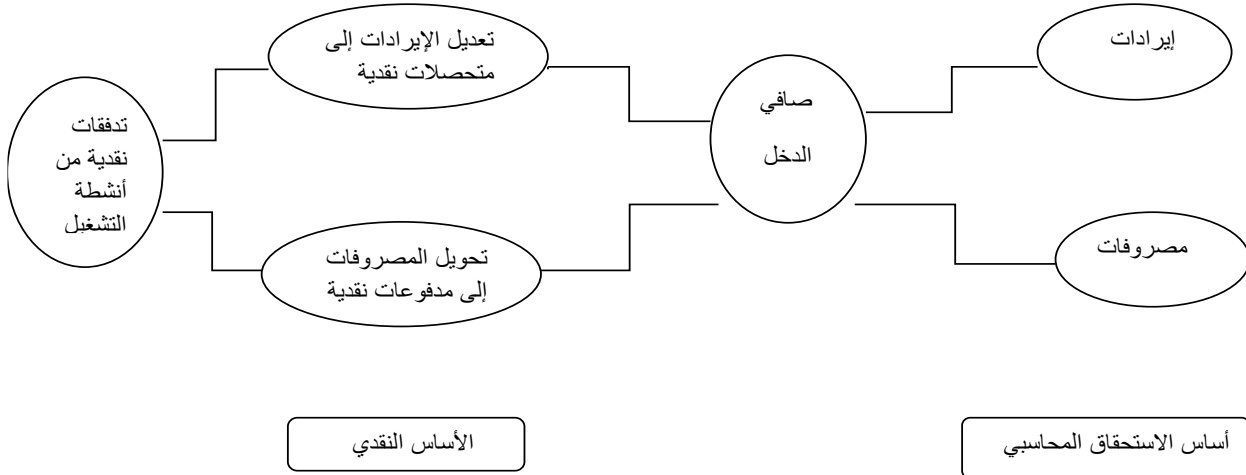 إيرادات
تعديل الإيرادات إلى
متحصلات نقدية
صافي
الدخل
تدفقات
نقدية من
أنشطة
التشغيل
مصروفات
تحويل المصروفات
إلى مدفوعات نقدية
أساس الاستحقاق المحاسبي
الأساس النقدي